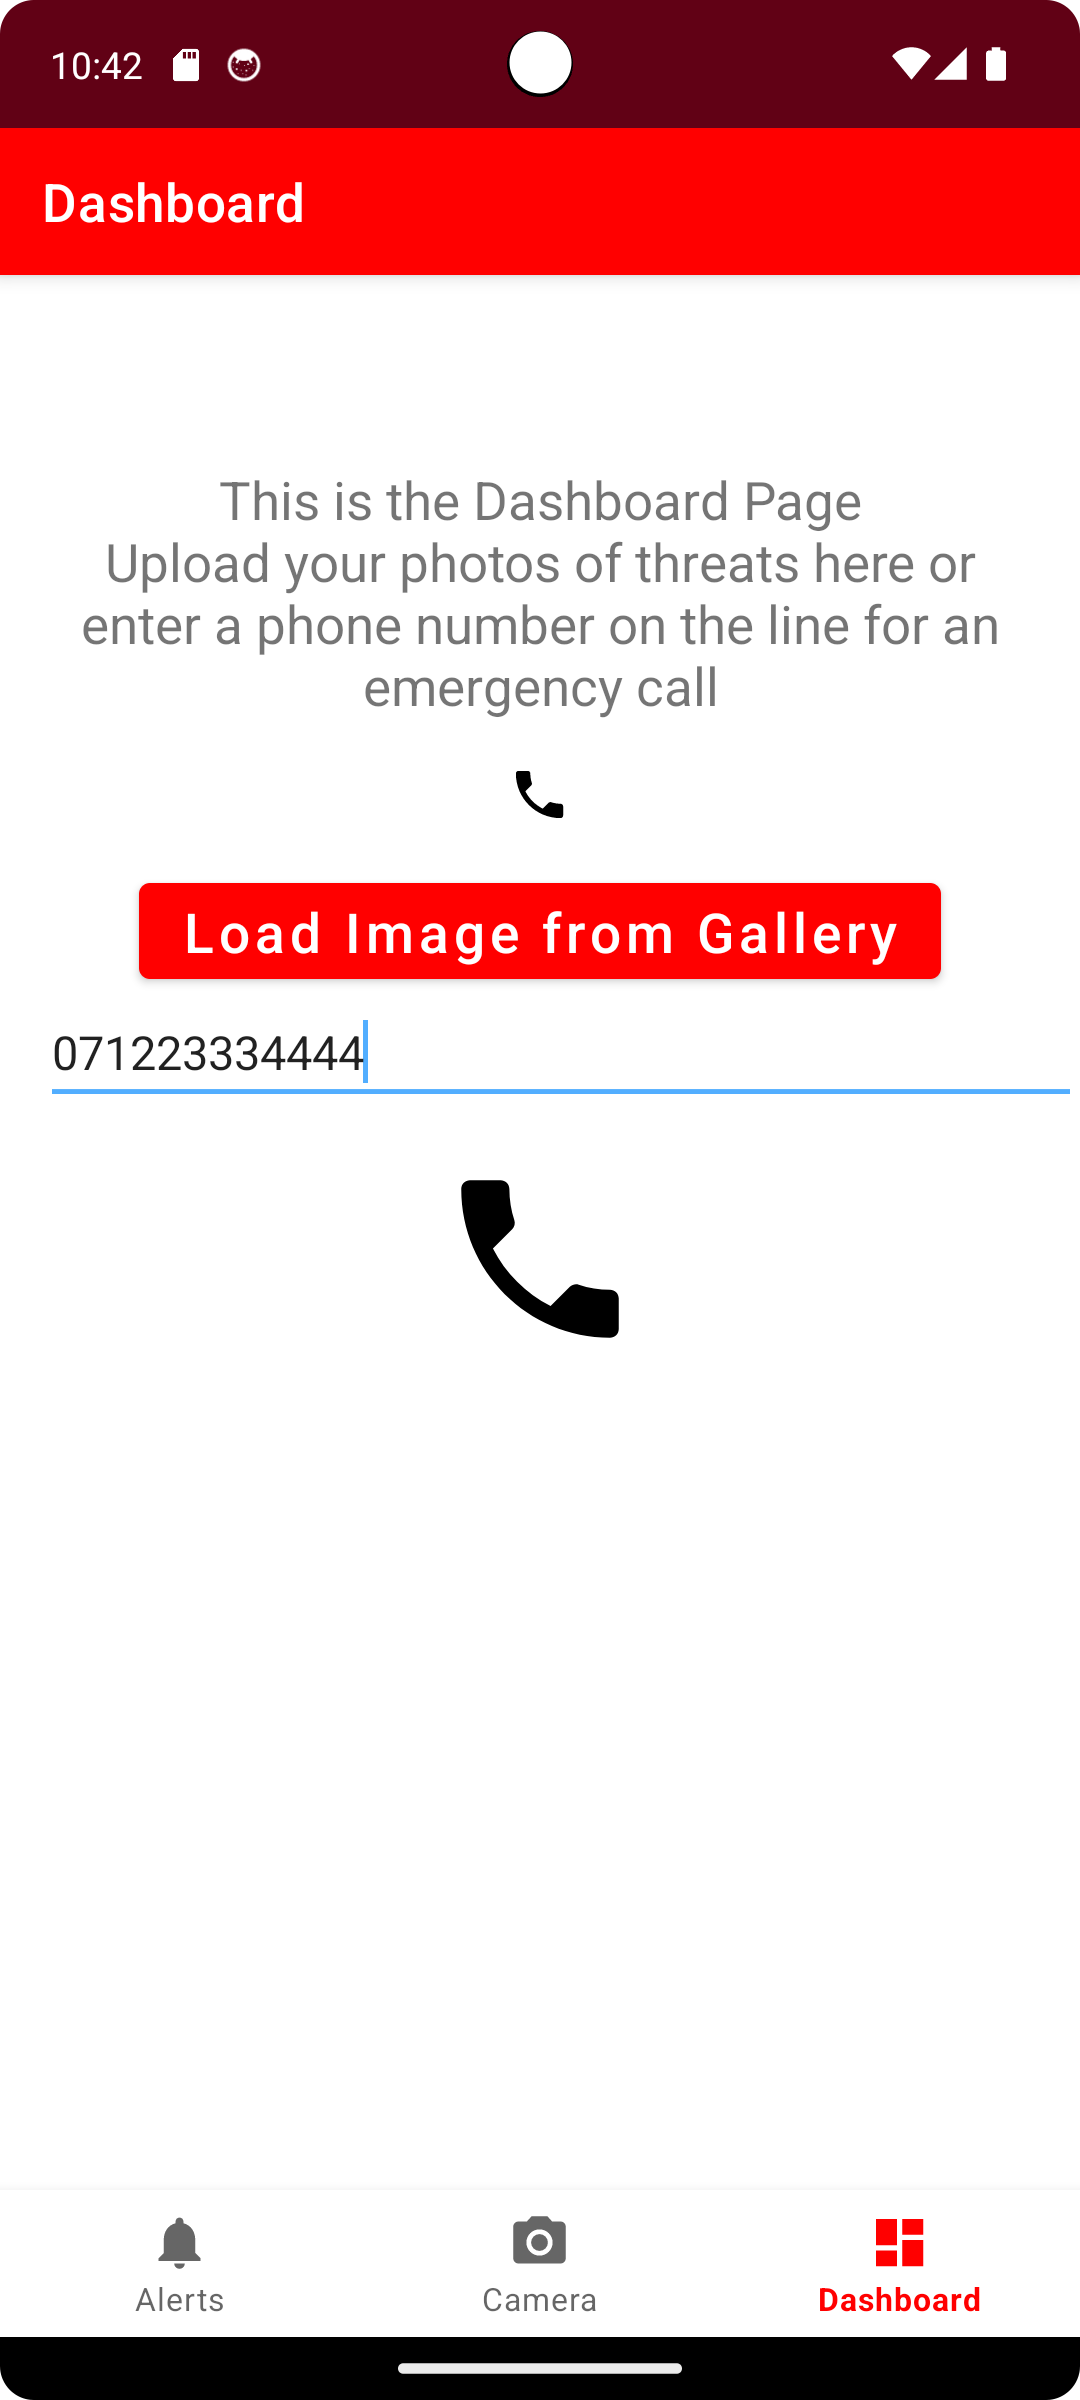 10:42
Dashboard
This is the Dashboard Page
Upload your photos of threats here or
enter a phone number on the line for an
emergency call
Load Image from Gallery
071223334444
Alerts
Camera
Dashboard